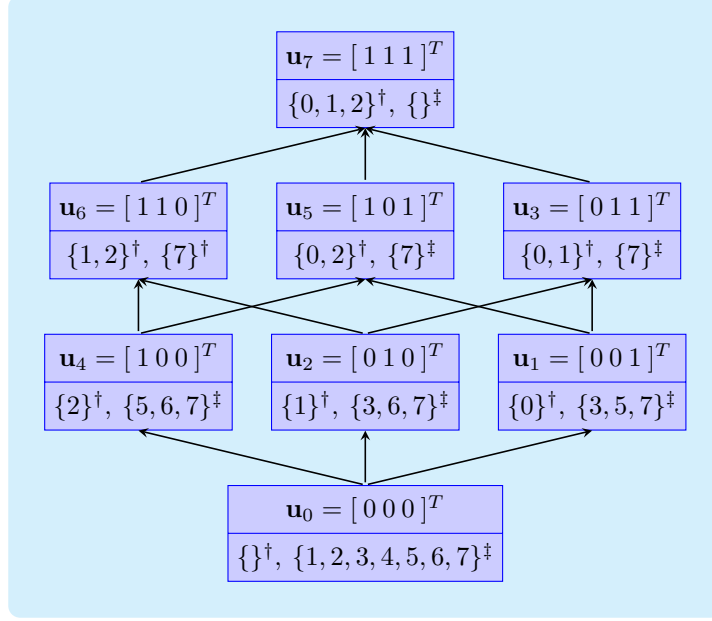 u₇ = [ 1 1 1 ]ᵀ
{0, 1, 2}†, {}‡
u₆ = [ 1 1 0 ]ᵀ
{1, 2}†, {7}†
u₅ = [ 1 0 1 ]ᵀ
{0, 2}†, {7}‡
u₃ = [ 0 1 1 ]ᵀ
{0, 1}†, {7}‡
u₄ = [ 1 0 0 ]ᵀ
{2}†, {5, 6, 7}‡
u₂ = [ 0 1 0 ]ᵀ
{1}†, {3, 6, 7}‡
u₁ = [ 0 0 1 ]ᵀ
{0}†, {3, 5, 7}‡
u₀ = [ 0 0 0 ]ᵀ
{}†, {1, 2, 3, 4, 5, 6, 7}‡